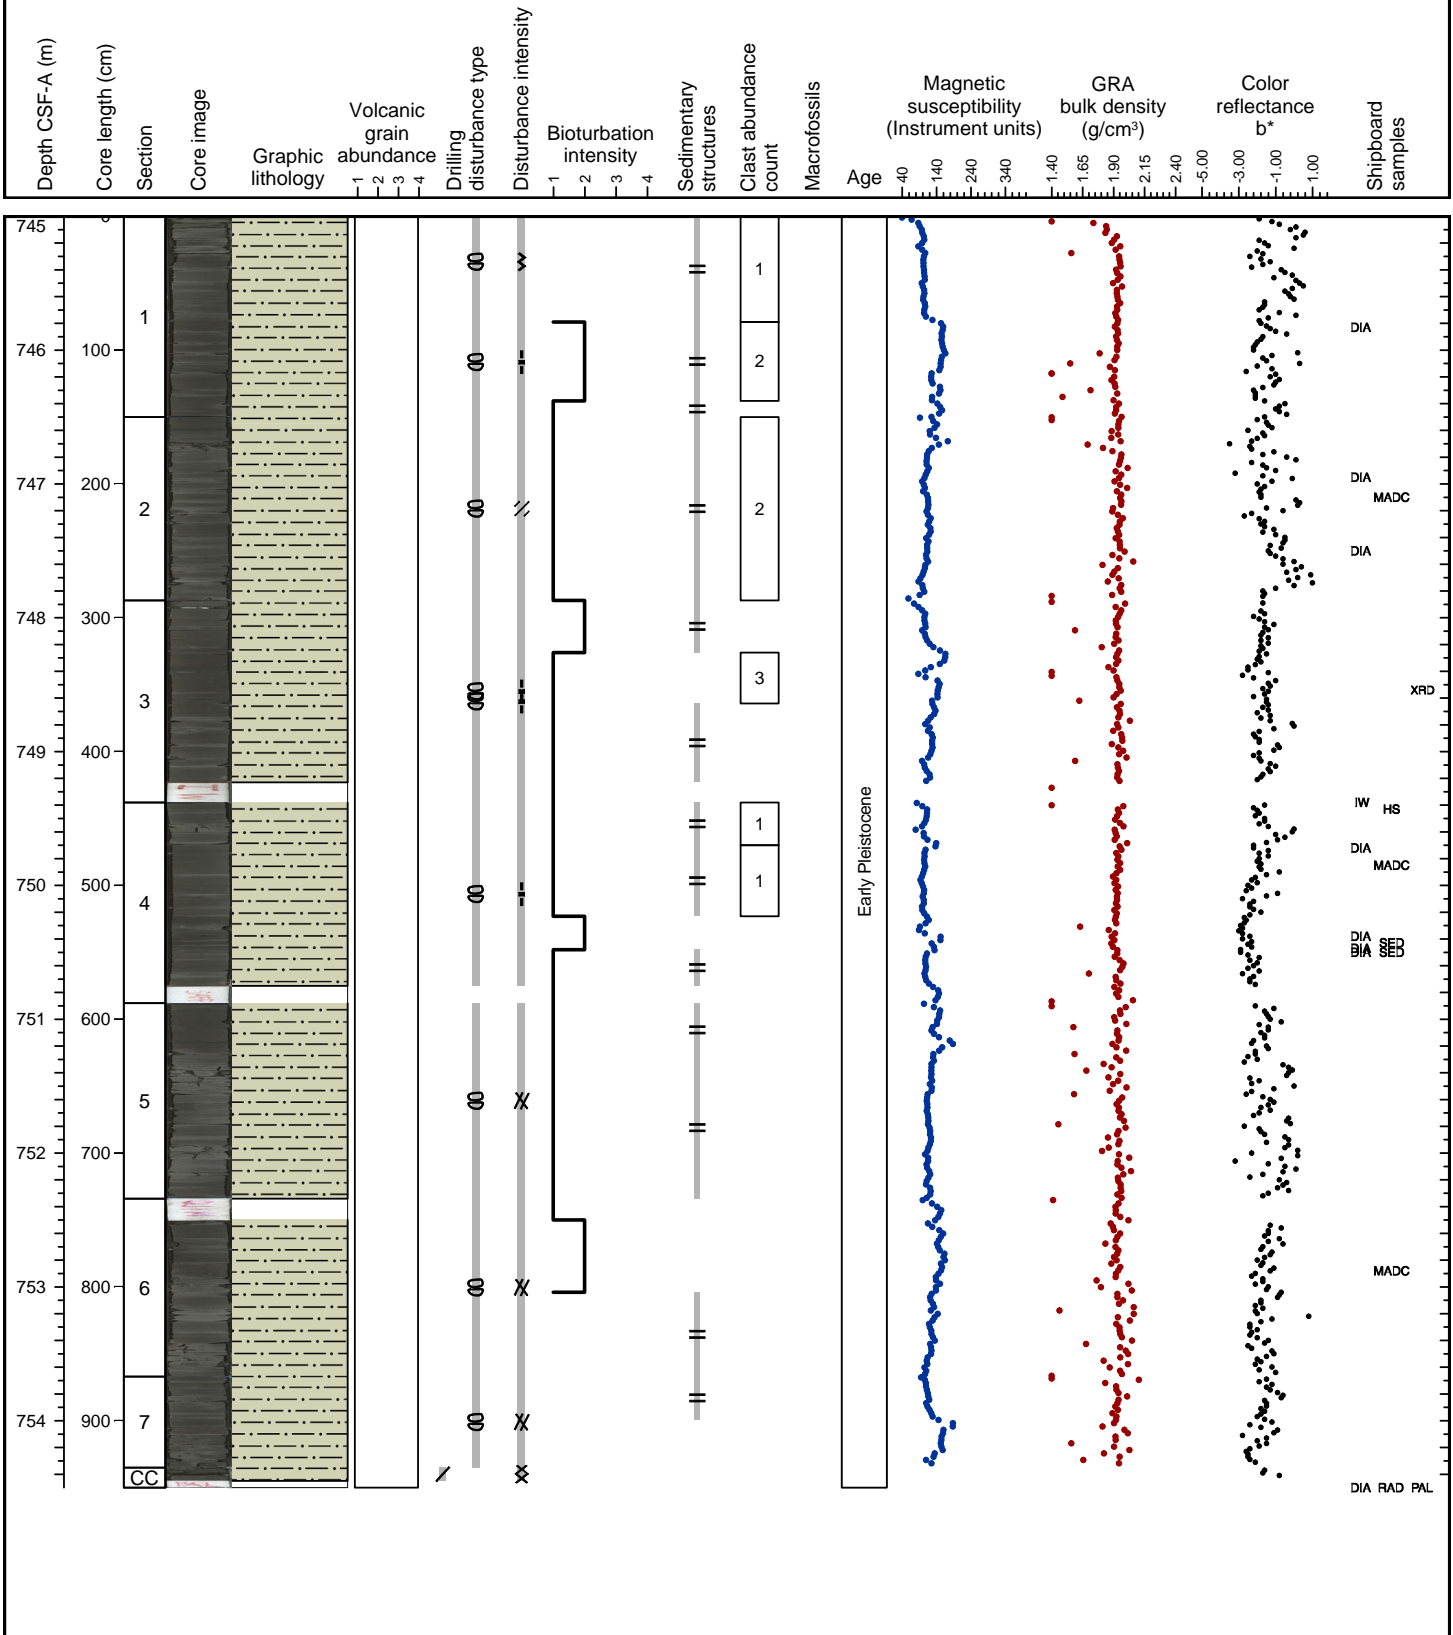 Depth CSF-A (m)
Core length (cm)
Section
Core image
Graphic
lithology
Volcanic
grain
abundance
1 2 3 4
Drilling
disturbance type
Disturbance intensity
Bioturbation
intensity
1 2 3 4
Sedimentary
structures
Clast abundance
count
Macrofossils
Age
Magnetic
susceptibility
(Instrument units)
40 140 240 340
GRA
bulk density
(g/cm³)
1.40 1.65 1.90 2.15 2.40
Color
reflectance
b*
-5.00 -3.00 -1.00 1.00
Shipboard
samples
745
746
747
748
749
750
751
752
753
754
0
100
200
300
400
500
600
700
800
900
1
2
3
4
5
6
7
CC
1
2
2
3
1
1
Early Pleistocene
DIA
DIA
MADC
DIA
XRD
IW HS
DIA
MADC
DIA SED
DIA SED
DIA SED
MADC
DIA RAD PAL